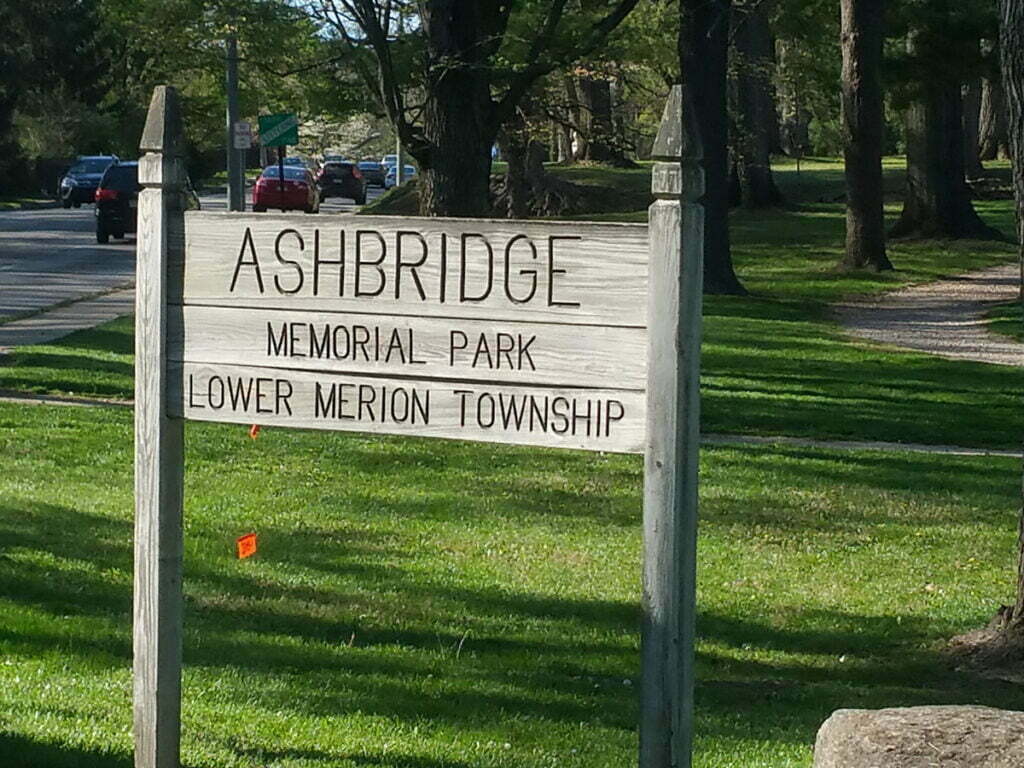 ASHBRIDGE
MEMORIAL PARK
LOWER MERION TOWNSHIP